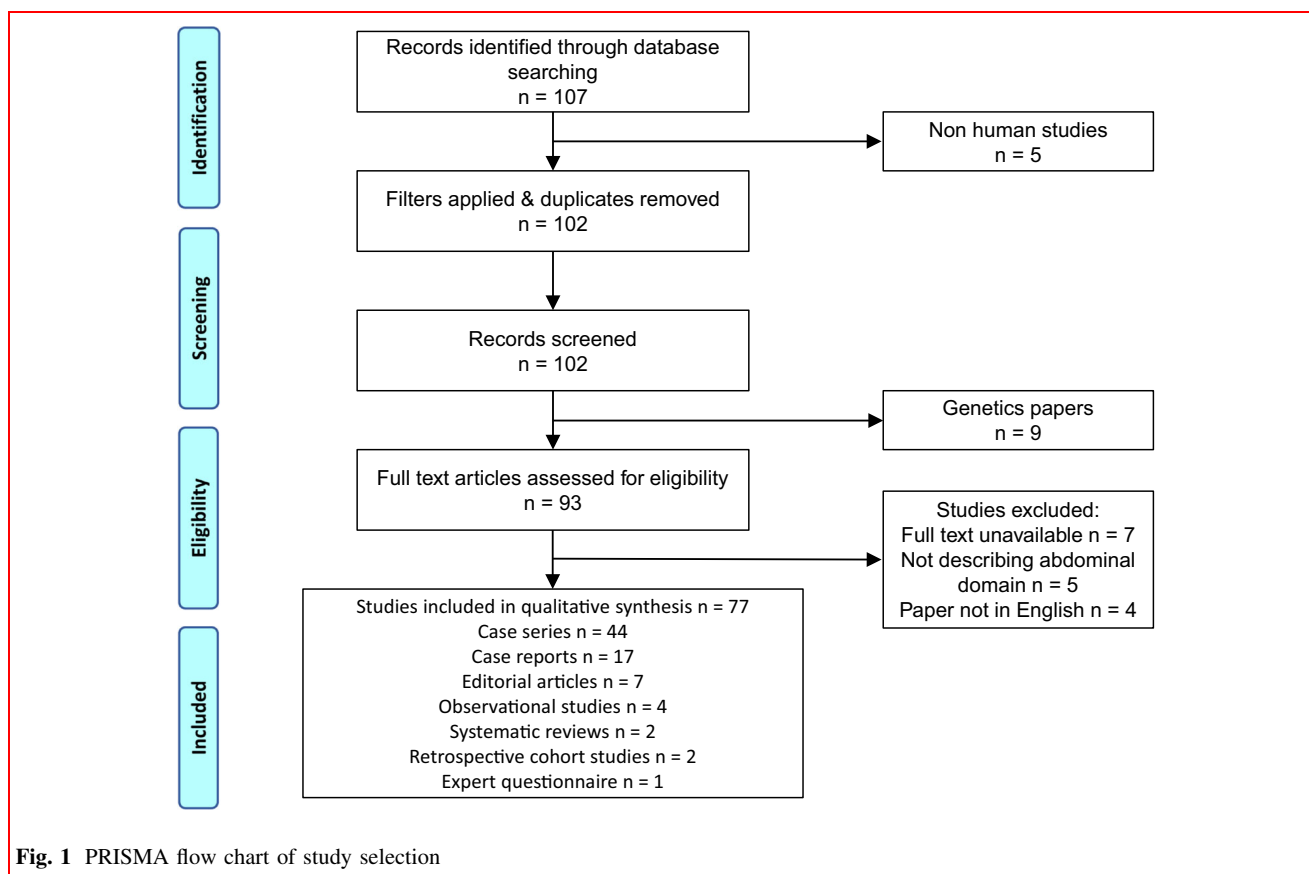 Identification
Records identified through database
searching
n = 107
Non human studies
n = 5
Filters applied & duplicates removed
n = 102
Screening
Records screened
n = 102
Genetics papers
n = 9
Eligibility
Full text articles assessed for eligibility
n = 93
Studies excluded:
Full text unavailable n = 7
Not describing abdominal
domain n = 5
Paper not in English n = 4
Included
Studies included in qualitative synthesis n = 77
Case series n = 44
Case reports n = 17
Editorial articles n = 7
Observational studies n = 4
Systematic reviews n = 2
Retrospective cohort studies n = 2
Expert questionnaire n = 1
Fig. 1 PRISMA flow chart of study selection